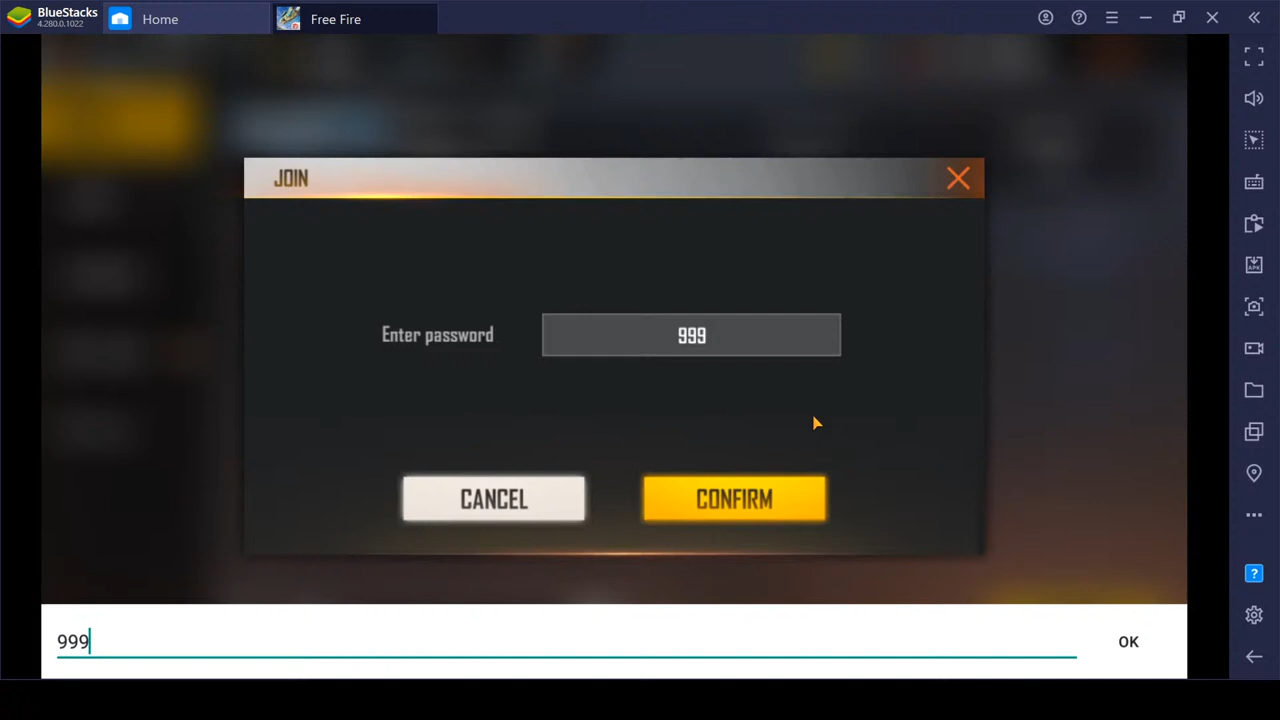 BlueStacks
4.280.0.1022
Home
Free Fire
JOIN
Enter password
999
CANCEL
CONFIRM
999
OK